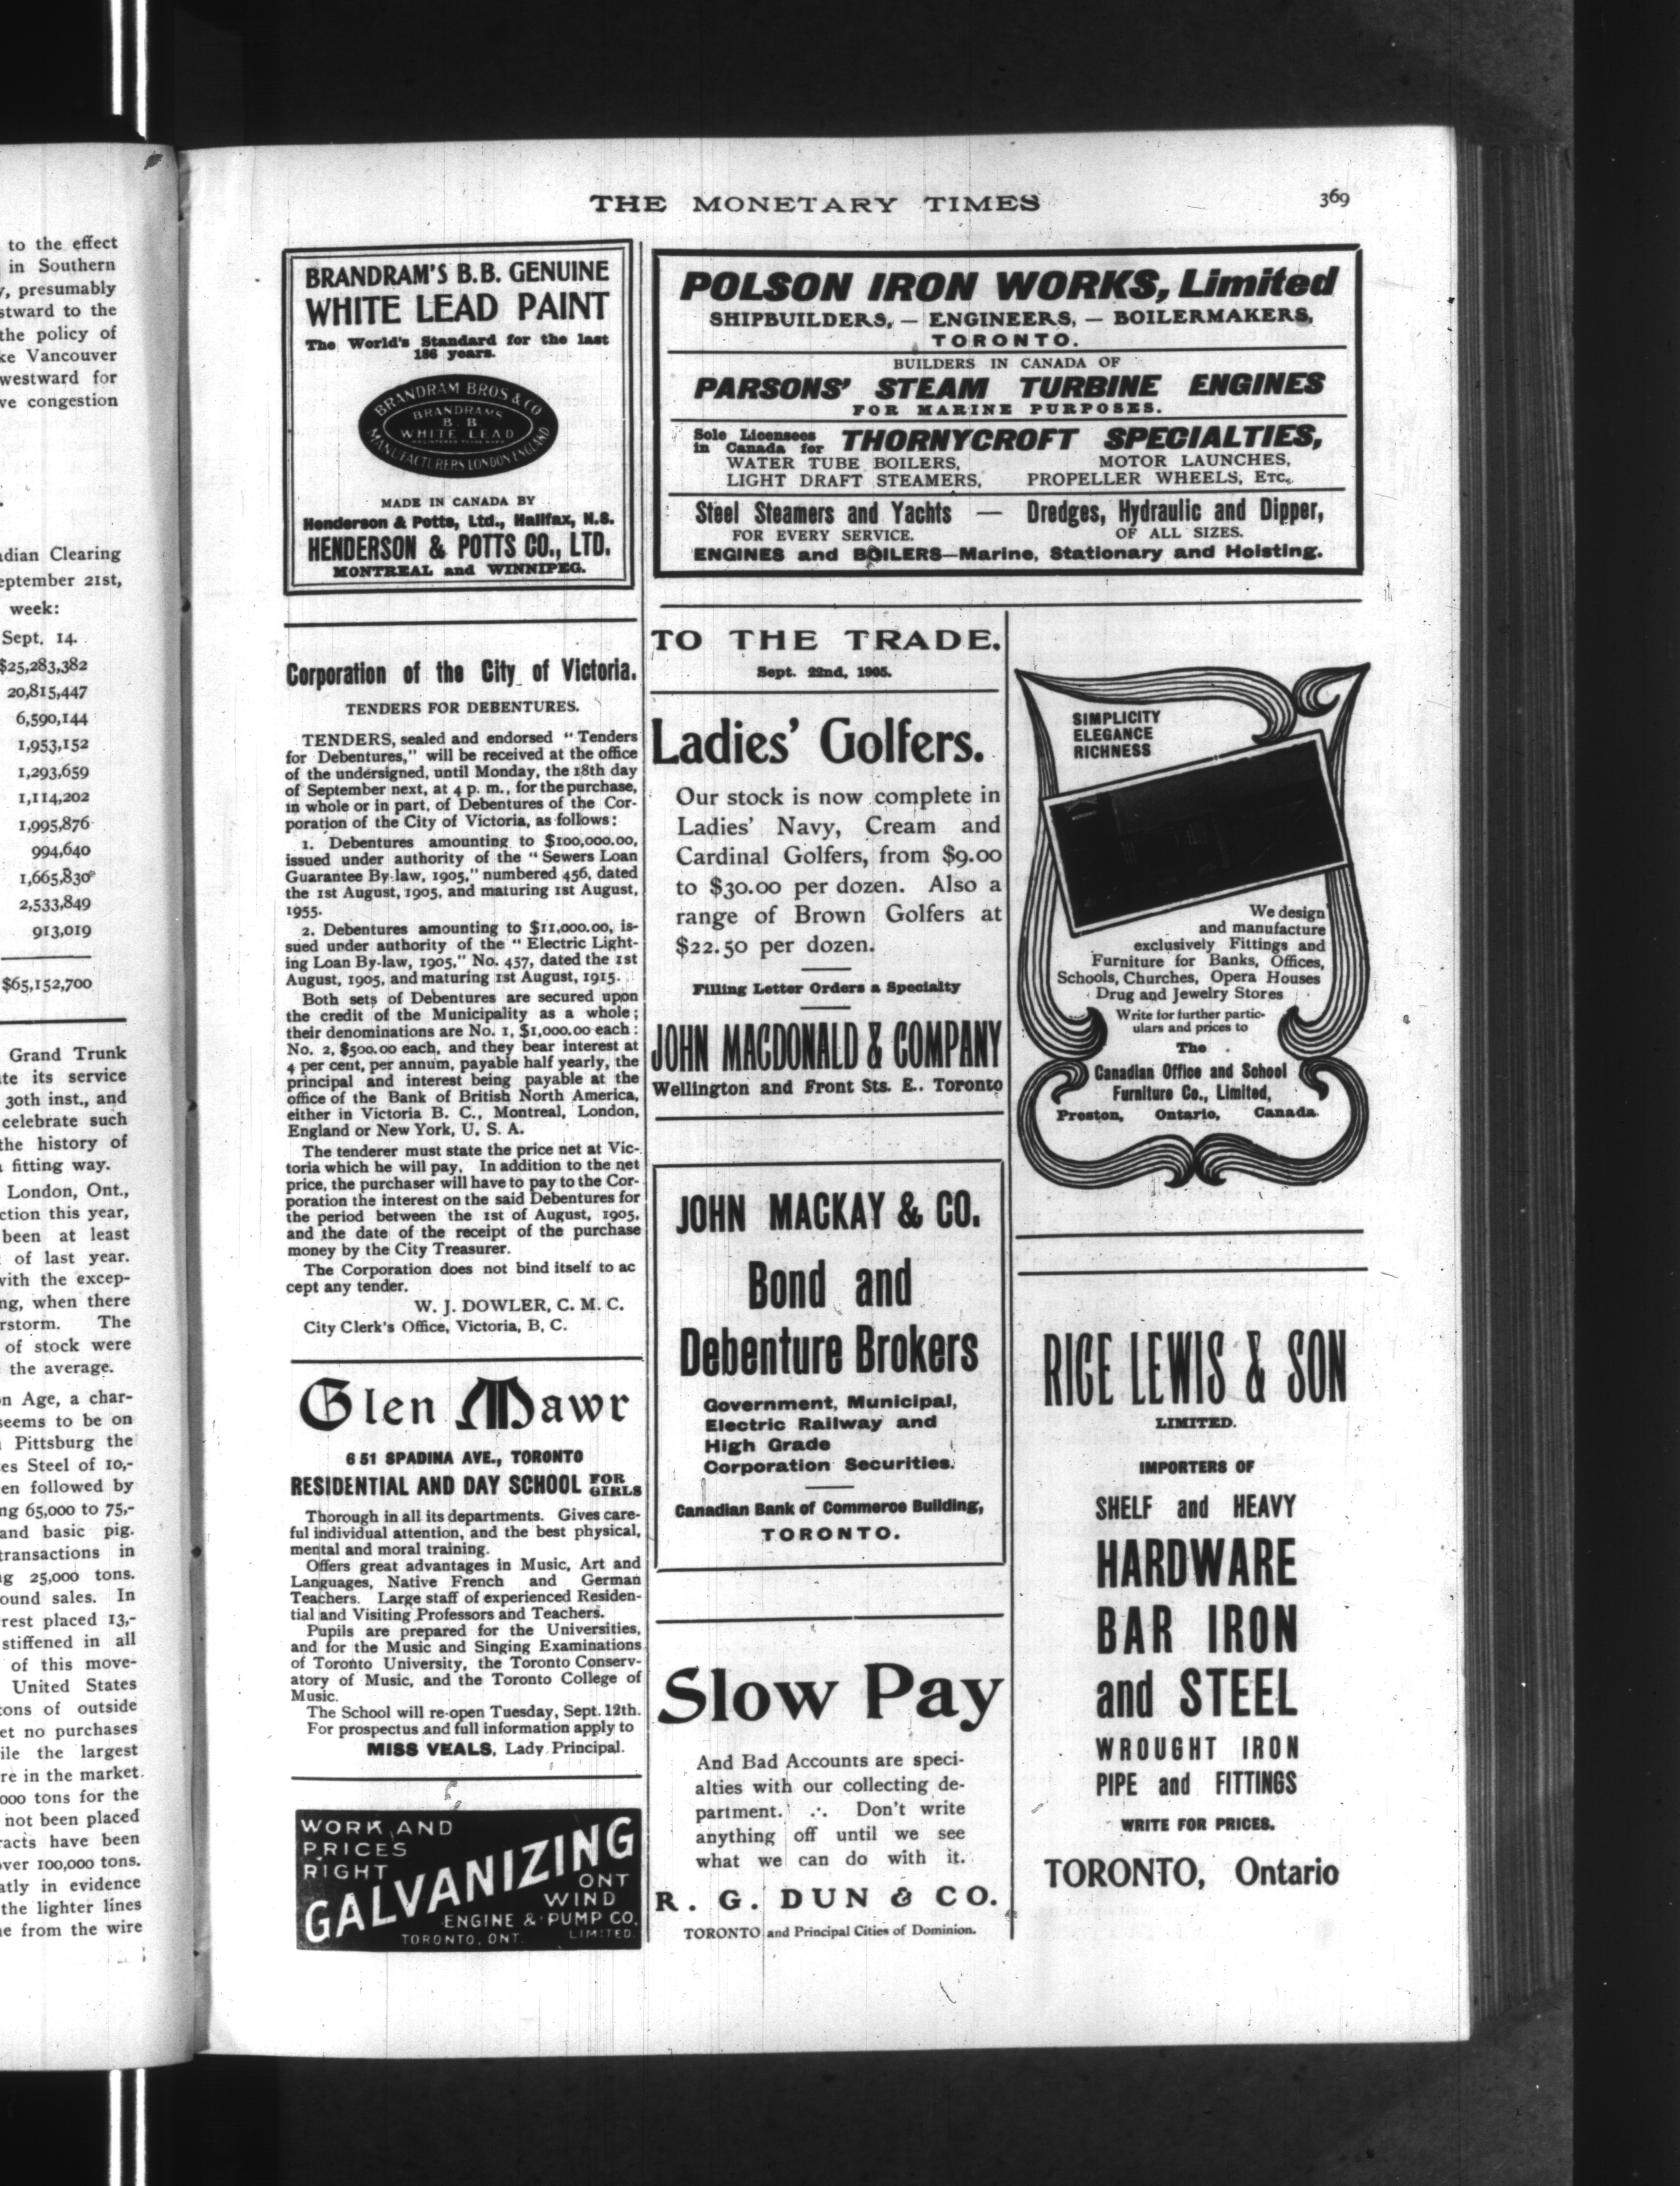 to the effect
in Southern
presumably
stward to the
the policy of
ke Vancouver
westward for
ve congestion
dian Clearing
eptember 21st,
week:
Sept. 14.
$25,283,382
20,815,447
6,590,144
1,953,152
1,293,659
1,114,202
1,995,876
994,640
1,665,830
2,533,849
913,019
$65,152,700
Grand Trunk
te its service
30th inst., and
celebrate such
the history of
fitting way.
London, Ont.,
ction this year,
been at least
of last year.
with the excep-
ng, when there
rstorm. The
of stock were
the average.
n Age, a char-
seems to be on
Pittsburg the
es Steel of 10,-
en followed by
ng 65,000 to 75,-
and basic pig.
transactions in
ng 25,000 tons.
ound sales. In
rest placed 13,-
stiffened in all
of this move-
United States
tons of outside
et no purchases
ile the largest
re in the market.
000 tons for the
not been placed
racts have been
over 100,000 tons.
atly in evidence
the lighter lines
ne from the wire
THE MONETARY TIMES
369
BRANDRAM'S B.B. GENUINE
WHITE LEAD PAINT
The World's Standard for the last
186 years.
BRANDRAM BROS & CO
BRANDRAMS
B. B.
WHITE LEAD
MANUFACTURERS LONDON ENGLAND
MADE IN CANADA BY
Henderson & Potts, Ltd., Halifax, N.S.
HENDERSON & POTTS CO., LTD.
MONTREAL and WINNIPEG.
POLSON IRON WORKS, Limited
SHIPBUILDERS, — ENGINEERS, — BOILERMAKERS,
TORONTO.
BUILDERS IN CANADA OF
PARSONS' STEAM TURBINE ENGINES
FOR MARINE PURPOSES.
Sole Licensees
in Canada for THORNYCROFT SPECIALTIES,
WATER TUBE BOILERS, MOTOR LAUNCHES,
LIGHT DRAFT STEAMERS, PROPELLER WHEELS, ETC.
Steel Steamers and Yachts — Dredges, Hydraulic and Dipper,
FOR EVERY SERVICE. OF ALL SIZES.
ENGINES and BOILERS—Marine, Stationary and Hoisting.
Corporation of the City of Victoria.
TENDERS FOR DEBENTURES.
TENDERS, sealed and endorsed "Tenders
for Debentures," will be received at the office
of the undersigned, until Monday, the 18th day
of September next, at 4 p. m., for the purchase,
in whole or in part, of Debentures of the Cor-
poration of the City of Victoria, as follows:
1. Debentures amounting to $100,000.00,
issued under authority of the "Sewers Loan
Guarantee By-law, 1905," numbered 456, dated
the 1st August, 1905, and maturing 1st August,
1955.
2. Debentures amounting to $11,000.00, is-
sued under authority of the "Electric Light-
ing Loan By-law, 1905," No. 457, dated the 1st
August, 1905, and maturing 1st August, 1915.
Both sets of Debentures are secured upon
the credit of the Municipality as a whole;
their denominations are No. 1, $1,000.00 each:
No. 2, $500.00 each, and they bear interest at
4 per cent, per annum, payable half yearly, the
principal and interest being payable at the
office of the Bank of British North America,
either in Victoria B. C., Montreal, London,
England or New York, U. S. A.
The tenderer must state the price net at Vic-
toria which he will pay. In addition to the net
price, the purchaser will have to pay to the Cor-
poration the interest on the said Debentures for
the period between the 1st of August, 1905,
and the date of the receipt of the purchase
money by the City Treasurer.
The Corporation does not bind itself to ac
cept any tender.
W. J. DOWLER, C. M. C.
City Clerk's Office, Victoria, B, C.
Glen Mawr
651 SPADINA AVE., TORONTO
RESIDENTIAL AND DAY SCHOOL FOR GIRLS
Thorough in all its departments. Gives care-
ful individual attention, and the best physical,
mental and moral training.
Offers great advantages in Music, Art and
Languages, Native French and German
Teachers. Large staff of experienced Residen-
tial and Visiting Professors and Teachers.
Pupils are prepared for the Universities,
and for the Music and Singing Examinations
of Toronto University, the Toronto Conserv-
atory of Music, and the Toronto College of
Music.
The School will re-open Tuesday, Sept. 12th.
For prospectus and full information apply to
MISS VEALS, Lady Principal.
WORK AND
PRICES
RIGHT
GALVANIZING
ONT
WIND
ENGINE & PUMP CO.
TORONTO, ONT. LIMITED.
TO THE TRADE.
Sept. 22nd, 1905.
Ladies' Golfers.
Our stock is now complete in
Ladies' Navy, Cream and
Cardinal Golfers, from $9.00
to $30.00 per dozen. Also a
range of Brown Golfers at
$22.50 per dozen.
Filling Letter Orders a Specialty
JOHN MACDONALD & COMPANY
Wellington and Front Sts. E.. Toronto
JOHN MACKAY & CO.
Bond and
Debenture Brokers
Government, Municipal,
Electric Railway and
High Grade
Corporation Securities.
Canadian Bank of Commerce Building,
TORONTO.
Slow Pay
And Bad Accounts are speci-
alties with our collecting de-
partment. ∴ Don't write
anything off until we see
what we can do with it.
R. G. DUN & CO.
TORONTO and Principal Cities of Dominion.
SIMPLICITY
ELEGANCE
RICHNESS
We design
and manufacture
exclusively Fittings and
Furniture for Banks, Offices,
Schools, Churches, Opera Houses
Drug and Jewelry Stores
Write for further partic-
ulars and prices to
The
Canadian Office and School
Furniture Co., Limited,
Preston, Ontario, Canada.
RICE LEWIS & SON
LIMITED.
IMPORTERS OF
SHELF and HEAVY
HARDWARE
BAR IRON
and STEEL
WROUGHT IRON
PIPE and FITTINGS
WRITE FOR PRICES.
TORONTO, Ontario